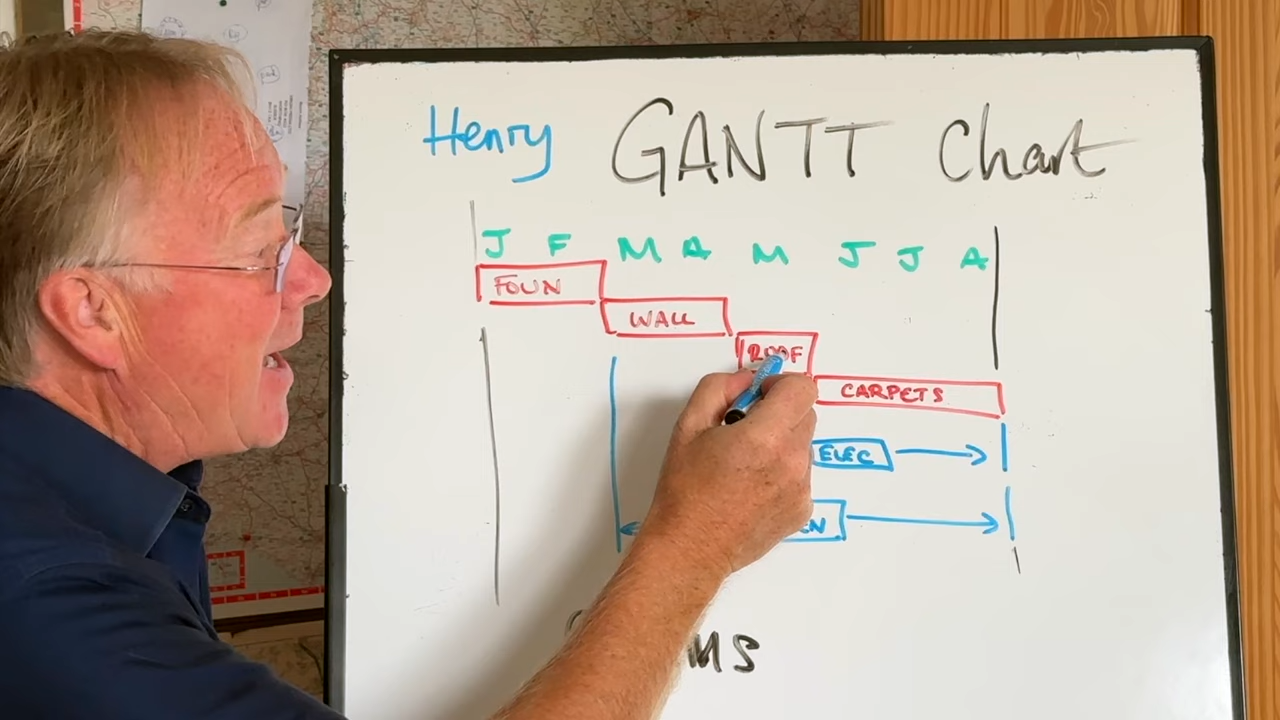 Henry GANTT Chart
J F M A M J J A
FOUN
WALL
ROOF
CARPETS
ELEC